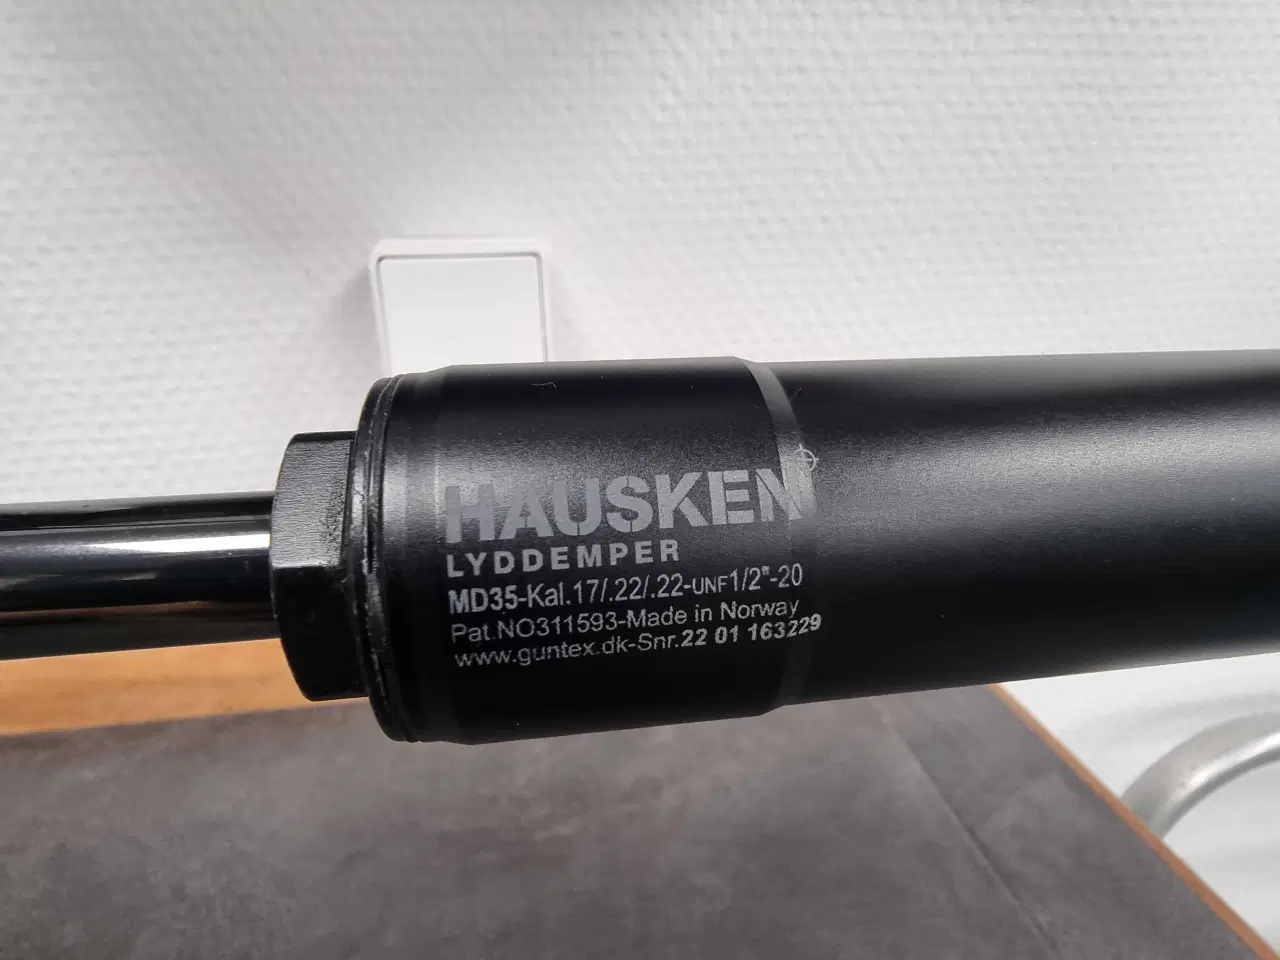 HAUSKEN
LYDDEMPER
MD35-Kal.17/.22/.22-UNF1/2"-20
Pat.NO311593-Made in Norway
www.guntex.dk-Snr.22 01 163229